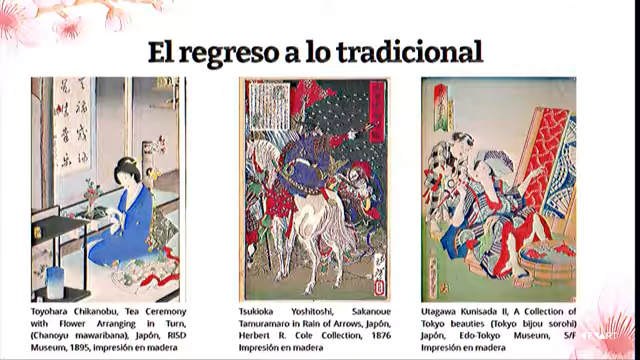 El regreso a lo tradicional
Toyohara Chikanobu, Tea Ceremony
with Flower Arranging in Turn,
(Chanoyu mawaribana), Japón, RISD
Museum, 1895, Impresión en madera
Tsukioka Yoshitoshi, Sakanoue
Tamuramaro in Rain of Arrows, Japón,
Herbert R. Cole Collection, 1876
Impresión en madera
Utagawa Kunisada II, A Collection of
Tokyo beauties (Tokyo bijou sorohi)
Japón, Edo-Tokyo Museum, S/F
Impresión en madera